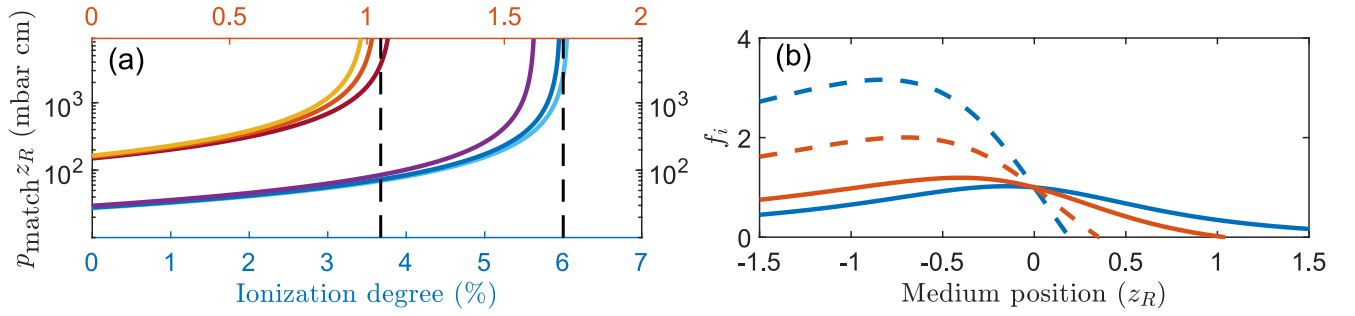 0 0.5 1 1.5 2
(a)
p_match z_R (mbar cm)
10^3
10^2
10^3
10^2
0 1 2 3 4 5 6 7
Ionization degree (%)
(b)
f_i
4
2
0
-1.5 -1 -0.5 0 0.5 1 1.5
Medium position (z_R)